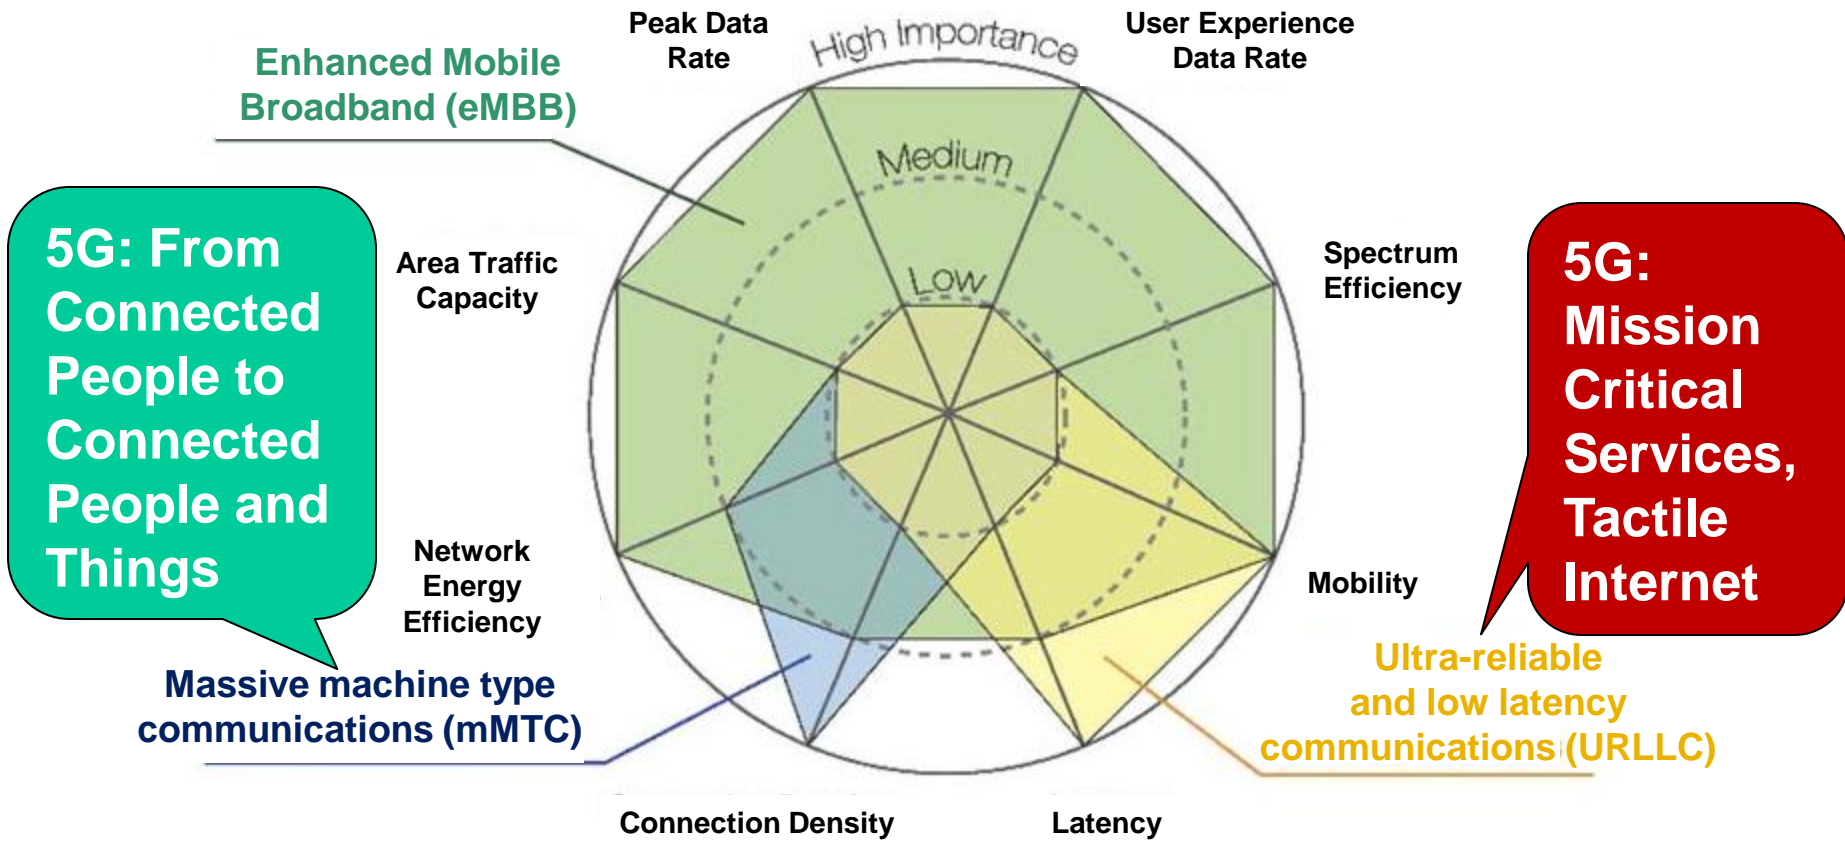 Peak Data
Rate
High Importance
User Experience
Data Rate
Enhanced Mobile
Broadband (eMBB)
Medium
5G: From
Connected
People to
Connected
People and
Things
Area Traffic
Capacity
Low
Spectrum
Efficiency
5G:
Mission
Critical
Services,
Tactile
Internet
Network
Energy
Efficiency
Mobility
Massive machine type
communications (mMTC)
Ultra-reliable
and low latency
communications (URLLC)
Connection Density
Latency